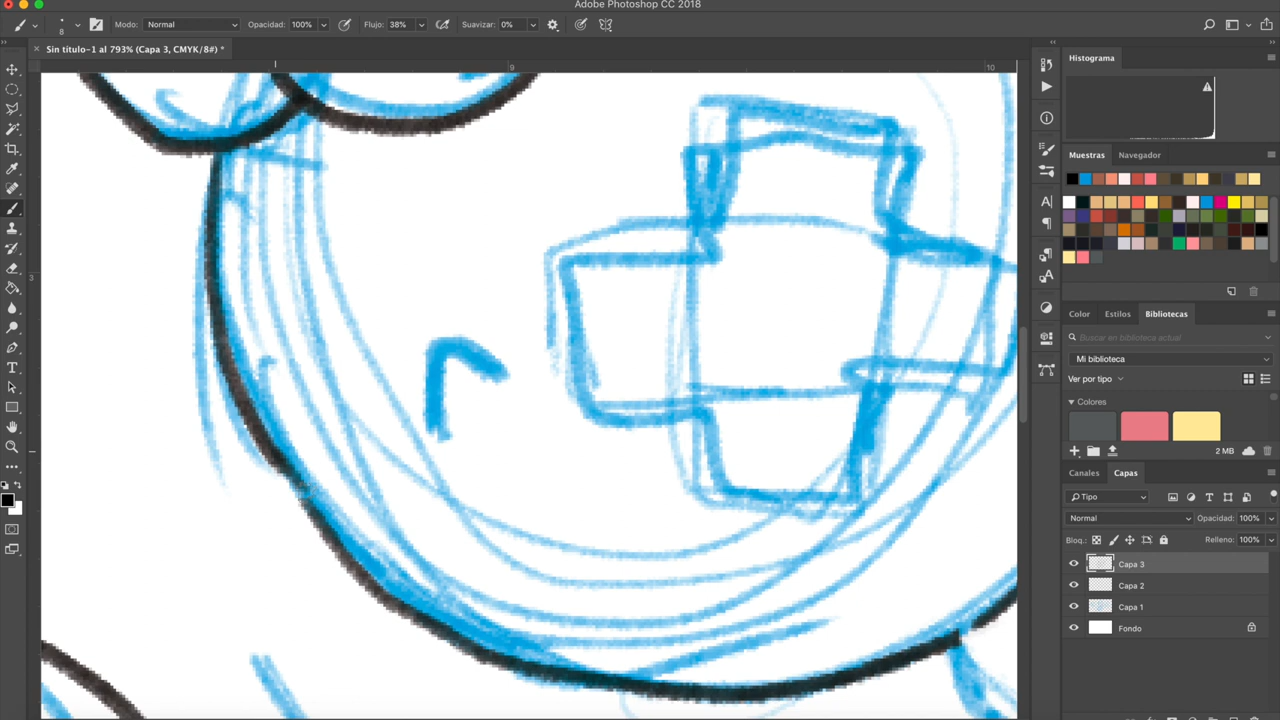 Adobe Photoshop CC 2018
8 Modo: Normal Opacidad: 100% Flujo: 38% Suavizar: 0%
Sin título-1 al 793% (Capa 3, CMYK/8#) *
9 10
3
Histograma
Muestras Navegador
Color Estilos Bibliotecas
Buscar en biblioteca actual
Mi biblioteca
Ver por tipo
Colores
2 MB
Canales Capas
Tipo
Normal Opacidad: 100%
Bloq.: Relleno: 100%
Capa 3
Capa 2
Capa 1
Fondo